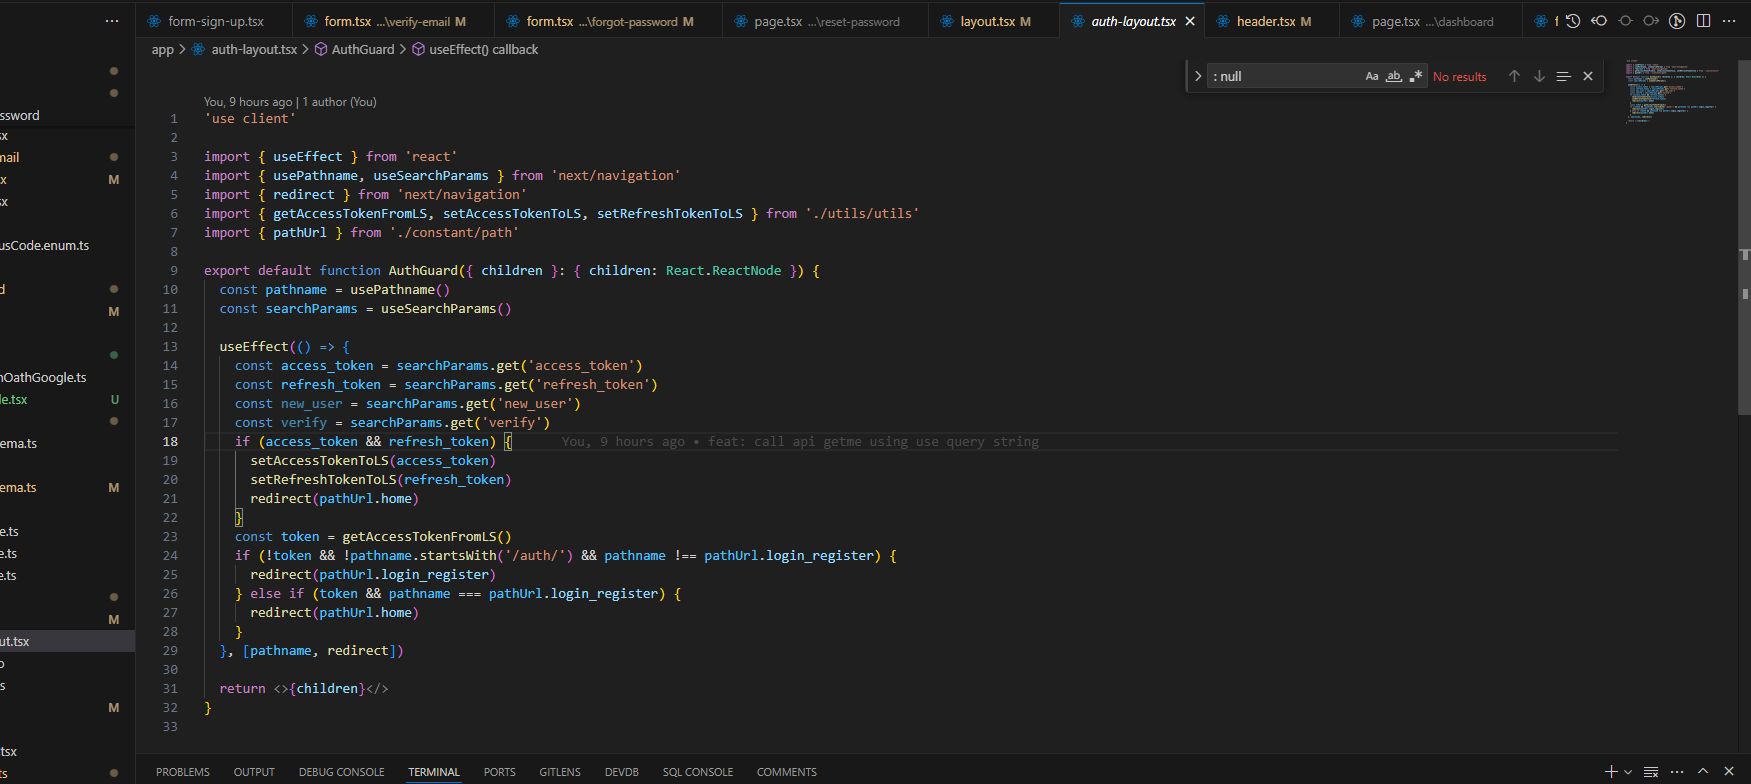 form-sign-up.tsx
form.tsx ...\verify-email M
form.tsx ...\forgot-password M
page.tsx ...\reset-password
layout.tsx M
auth-layout.tsx
header.tsx M
page.tsx ...\dashboard
app > auth-layout.tsx > AuthGuard > useEffect() callback
: null
Aa ab No results
ssword
sx
mail
x M
sx
usCode.enum.ts
d
M
nOathGoogle.ts
le.tsx U
ema.ts
ema.ts M
e.ts
e.ts
e.ts
M
ut.tsx
o
s
M
tsx
ts
You, 9 hours ago | 1 author (You)
1 'use client'
2
3 import { useEffect } from 'react'
4 import { usePathname, useSearchParams } from 'next/navigation'
5 import { redirect } from 'next/navigation'
6 import { getAccessTokenFromLS, setAccessTokenToLS, setRefreshTokenToLS } from './utils/utils'
7 import { pathUrl } from './constant/path'
8
9 export default function AuthGuard({ children }: { children: React.ReactNode }) {
10 const pathname = usePathname()
11 const searchParams = useSearchParams()
12
13 useEffect(() => {
14 const access_token = searchParams.get('access_token')
15 const refresh_token = searchParams.get('refresh_token')
16 const new_user = searchParams.get('new_user')
17 const verify = searchParams.get('verify')
18 if (access_token && refresh_token) { You, 9 hours ago • feat: call api getme using use query string
19 setAccessTokenToLS(access_token)
20 setRefreshTokenToLS(refresh_token)
21 redirect(pathUrl.home)
22 }
23 const token = getAccessTokenFromLS()
24 if (!token && !pathname.startsWith('/auth/') && pathname !== pathUrl.login_register) {
25 redirect(pathUrl.login_register)
26 } else if (token && pathname === pathUrl.login_register) {
27 redirect(pathUrl.home)
28 }
29 }, [pathname, redirect])
30
31 return <>{children}</>
32 }
33
PROBLEMS OUTPUT DEBUG CONSOLE TERMINAL PORTS GITLENS DEVDB SQL CONSOLE COMMENTS